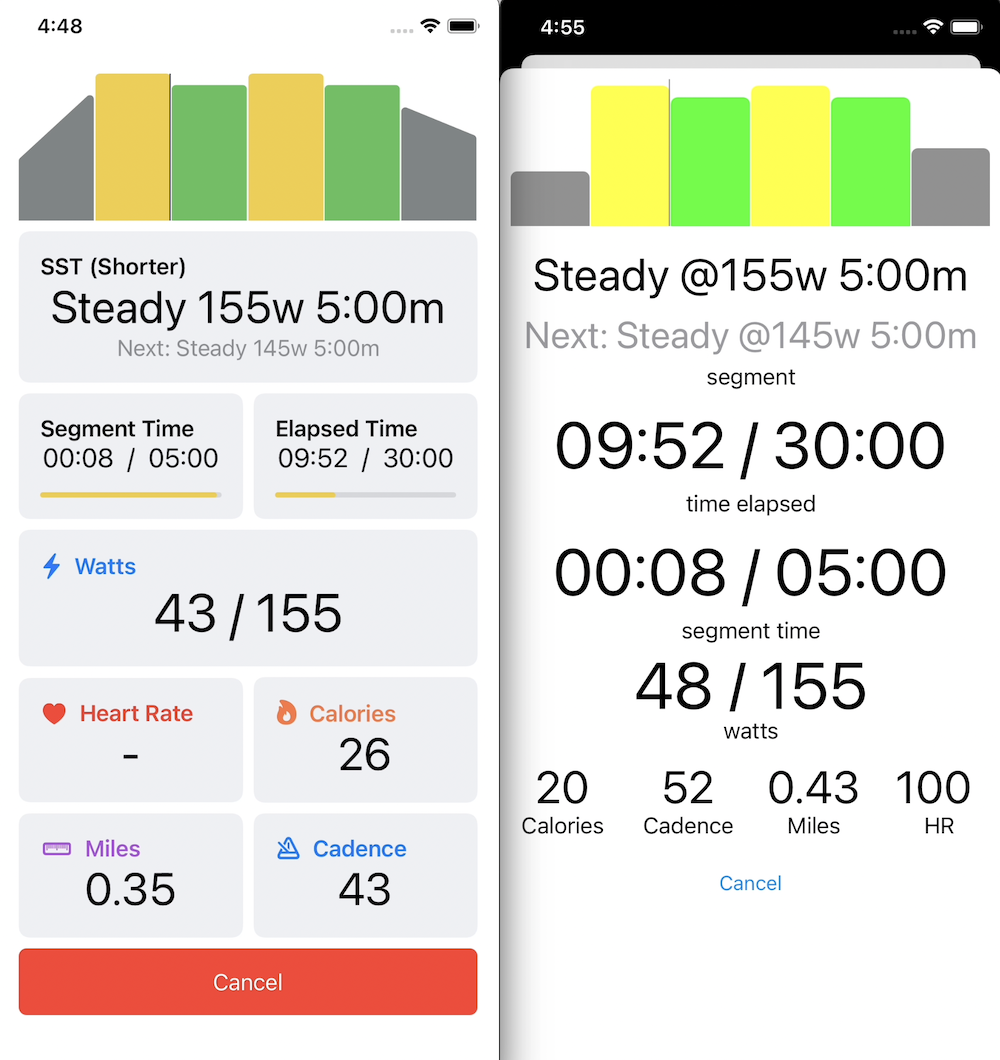 4:48
SST (Shorter)
Steady 155w 5:00m
Next: Steady 145w 5:00m
Segment Time
00:08 / 05:00
Elapsed Time
09:52 / 30:00
Watts
43 / 155
Heart Rate
-
Calories
26
Miles
0.35
Cadence
43
Cancel
4:55
Steady @155w 5:00m
Next: Steady @145w 5:00m
segment
09:52 / 30:00
time elapsed
00:08 / 05:00
segment time
48 / 155
watts
20 52 0.43 100
Calories Cadence Miles HR
Cancel